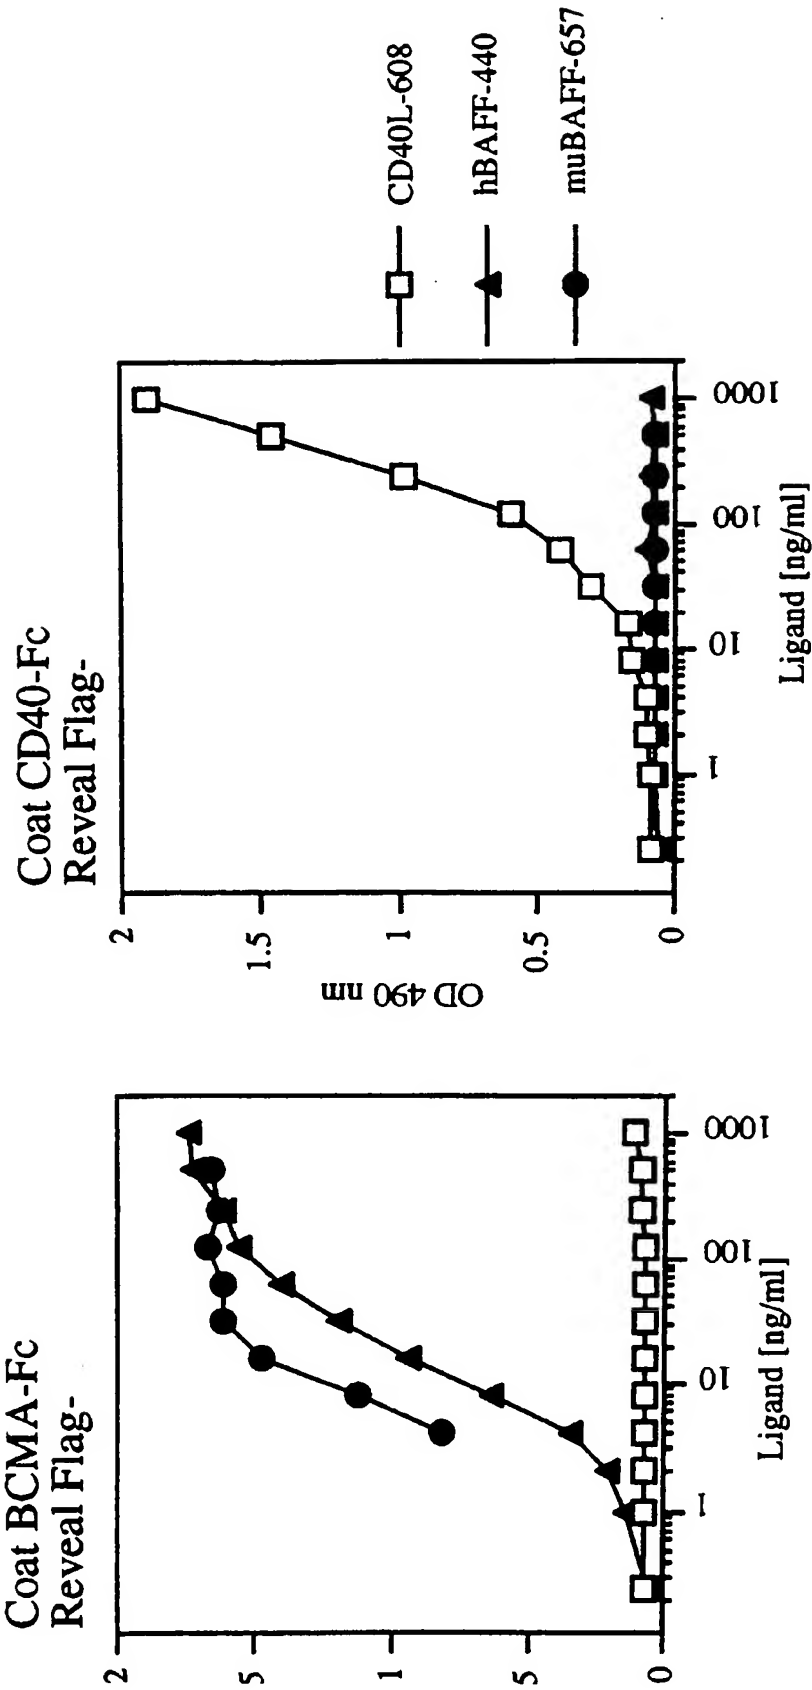 Coat BCMA-Fc
Reveal Flag-
2
5
1
5
0
1
10
100
1000
Ligand [ng/ml]
Coat CD40-Fc
Reveal Flag-
OD 490 nm
2
1.5
1
0.5
0
1
10
100
1000
Ligand [ng/ml]
CD40L-608
hBAFF-440
muBAFF-657